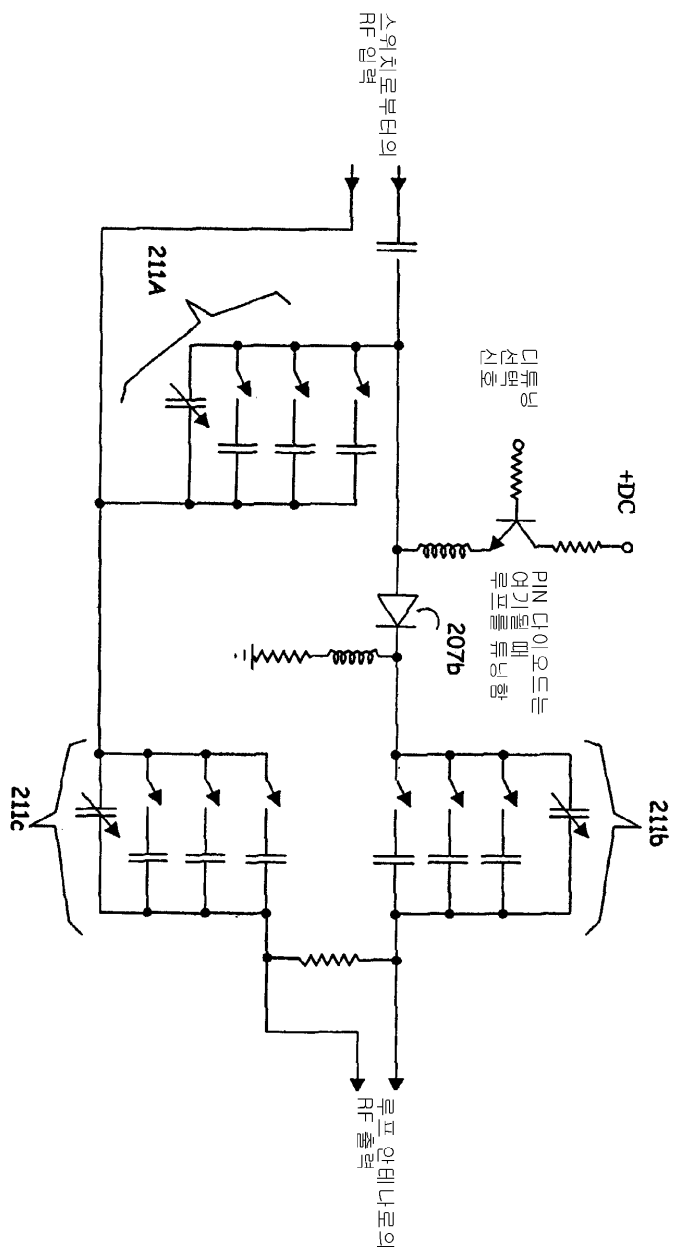 스위치로부터의
RF 입력
211A
디튜닝
선택
신호
+DC
PIN 다이오드는
여기될 때
루프를 튜닝함
207b
211b
211c
루프 안테나로의
RF 출력